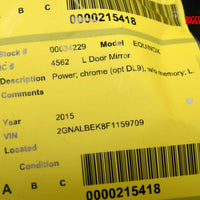 B C
0000215418
Stock # 00034229 Model EQUINOX
IC $ 4562 L Door Mirror
Description Power; chrome (opt DL9), w/o memory; L.
Year 2015
VIN 2GNALBEK8F1159709
Located
Condition
A B C 0000215418